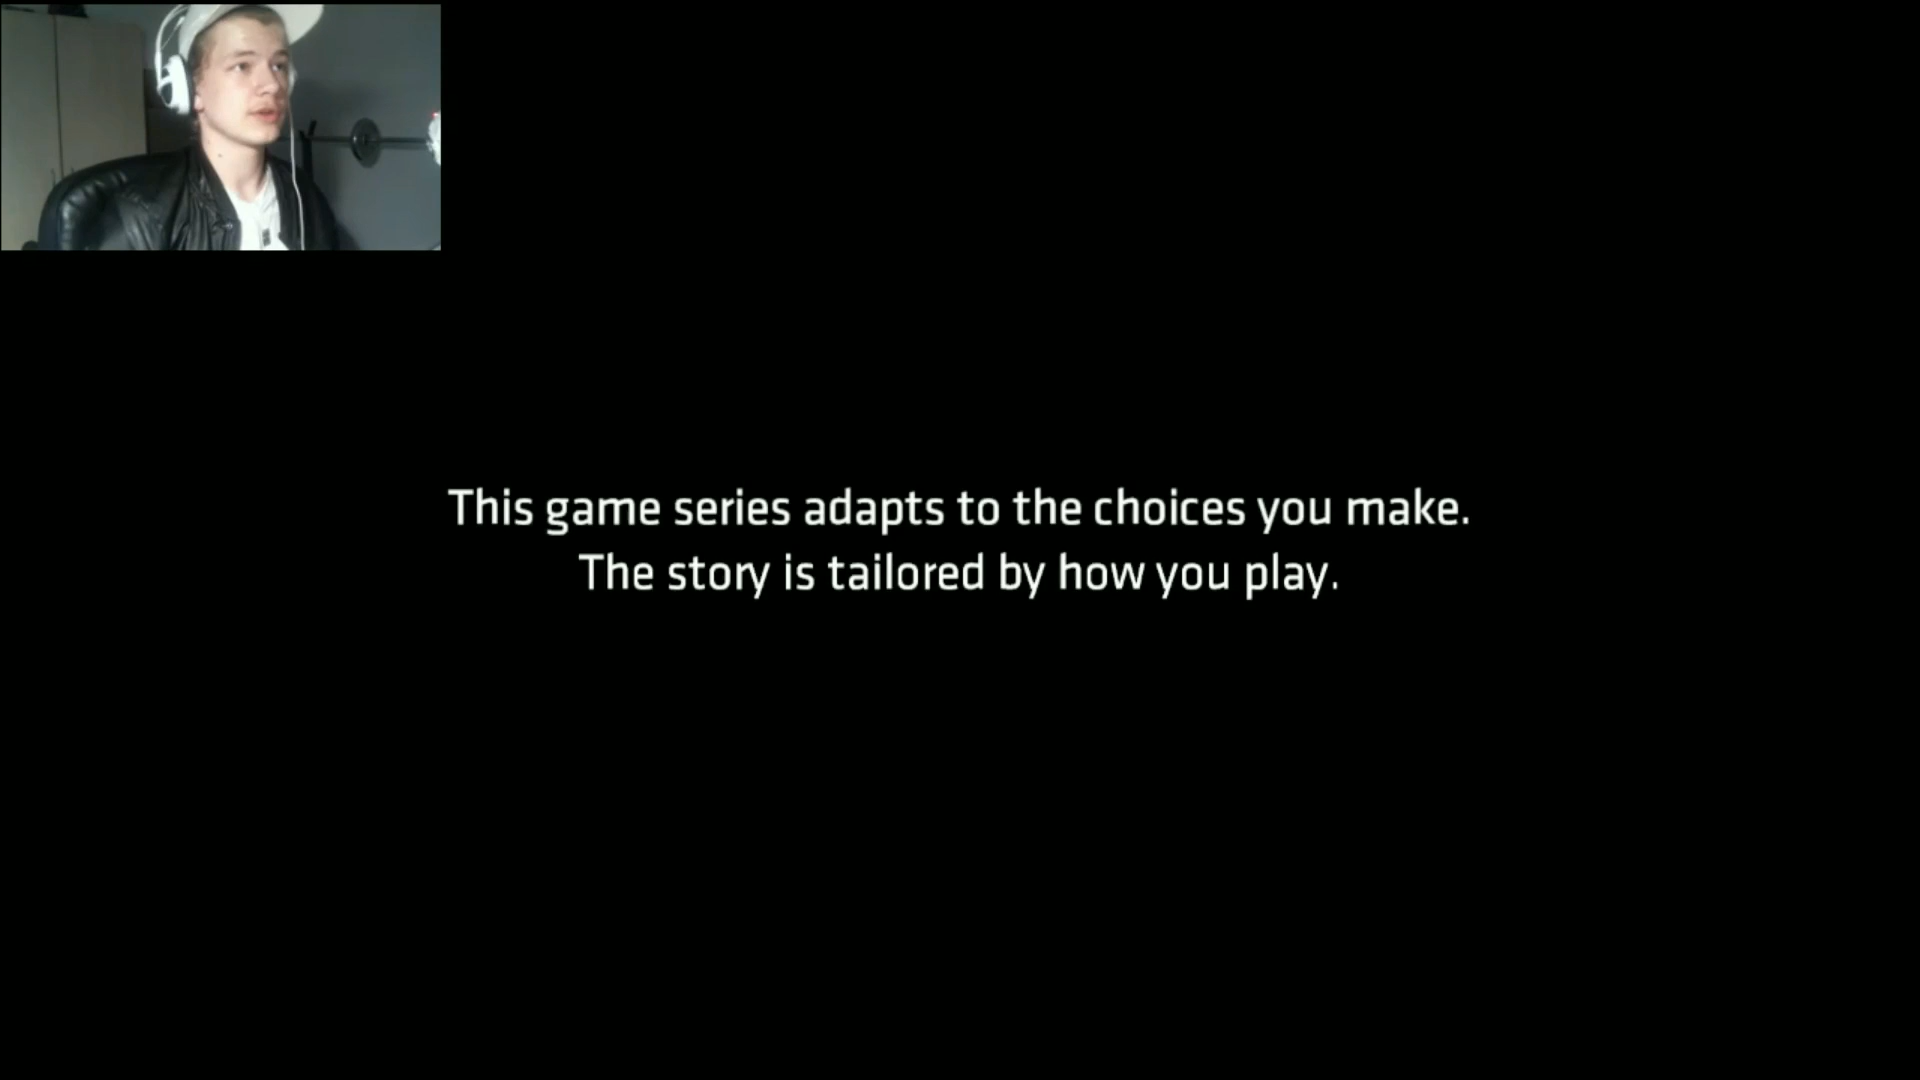 This game series adapts to the choices you make.
The story is tailored by how you play.